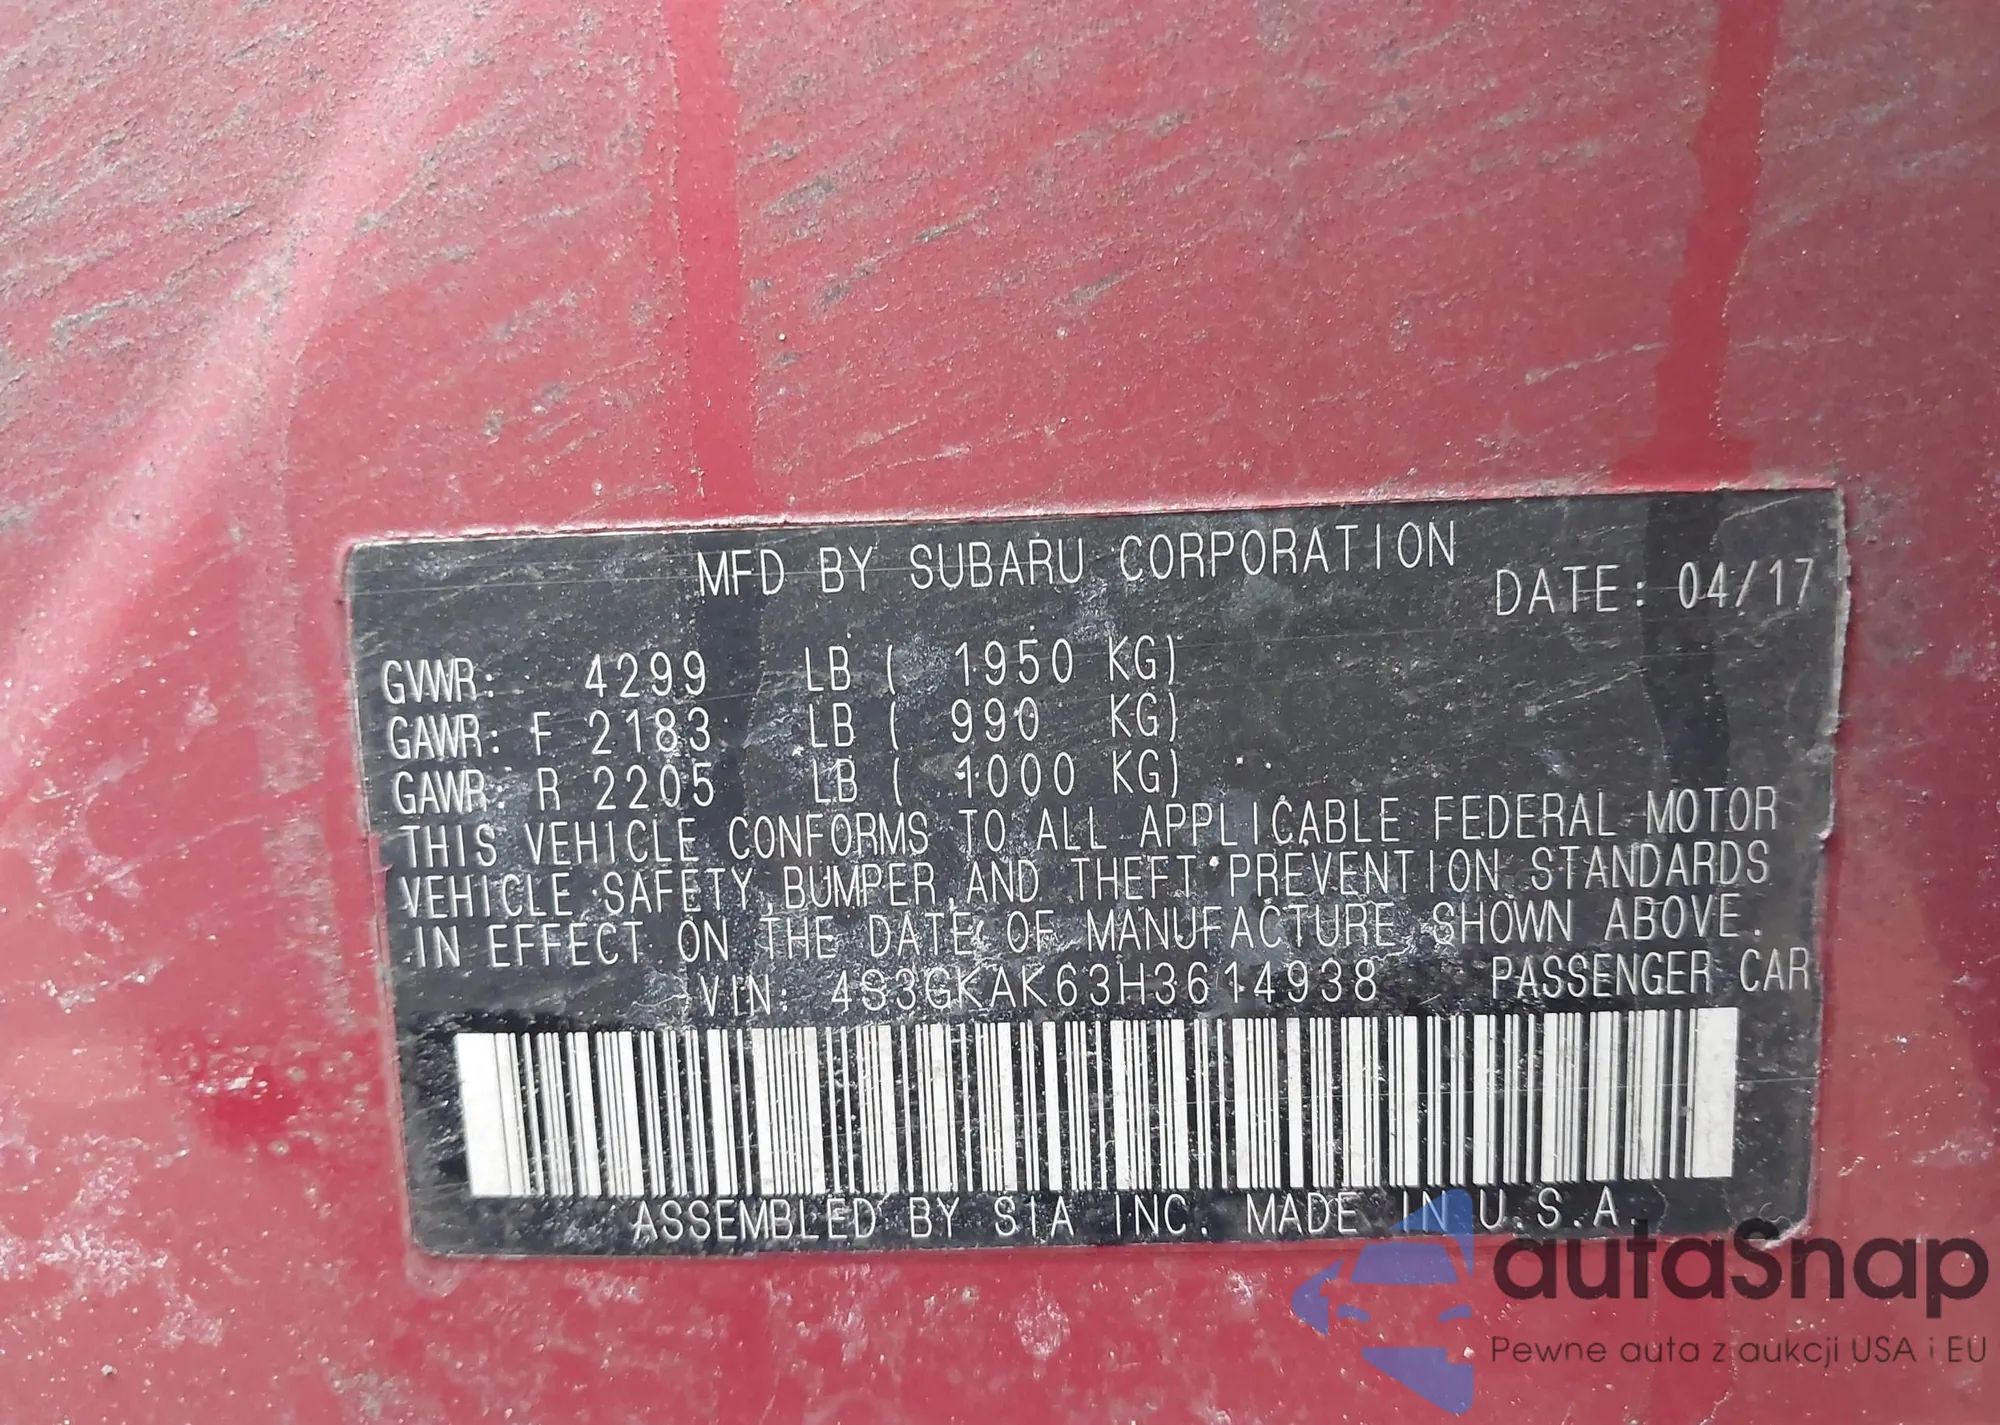 MFD BY SUBARU CORPORATION
DATE: 04/17
GVWR: 4299 LB ( 1950 KG)
GAWR: F 2183 LB ( 990 KG)
GAWR: R 2205 LB ( 1000 KG)
THIS VEHICLE CONFORMS TO ALL APPLICABLE FEDERAL MOTOR
VEHICLE SAFETY,BUMPER,AND THEFT PREVENTION STANDARDS
IN EFFECT ON THE DATE OF MANUFACTURE SHOWN ABOVE.
VIN: 4S3GKAK63H3614938 PASSENGER CAR
ASSEMBLED BY SIA INC. MADE IN U.S.A.
autaSnap
Pewne auta z aukcji USA i EU